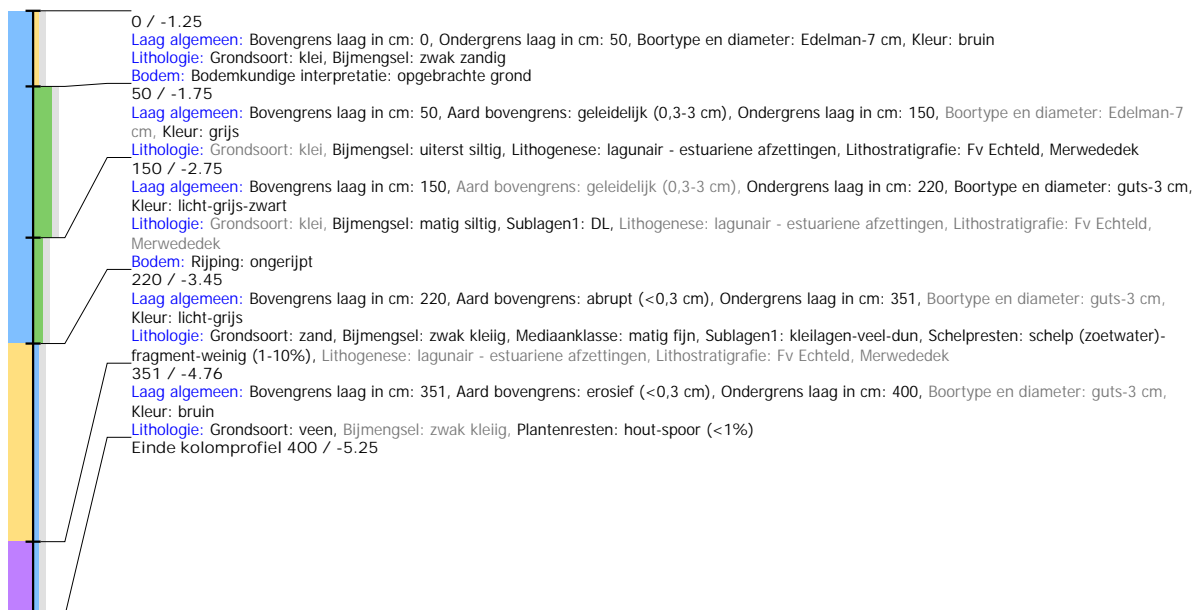 0 / -1.25
Laag algemeen: Bovengrens laag in cm: 0, Ondergrens laag in cm: 50, Boortype en diameter: Edelman-7 cm, Kleur: bruin
Lithologie: Grondsoort: klei, Bijmengsel: zwak zandig
Bodem: Bodemkundige interpretatie: opgebrachte grond
50 / -1.75
Laag algemeen: Bovengrens laag in cm: 50, Aard bovengrens: geleidelijk (0,3-3 cm), Ondergrens laag in cm: 150, Boortype en diameter: Edelman-7
cm, Kleur: grijs
Lithologie: Grondsoort: klei, Bijmengsel: uiterst siltig, Lithogenese: lagunair - estuariene afzettingen, Lithostratigrafie: Fv Echteld, Merwededek
150 / -2.75
Laag algemeen: Bovengrens laag in cm: 150, Aard bovengrens: geleidelijk (0,3-3 cm), Ondergrens laag in cm: 220, Boortype en diameter: guts-3 cm,
Kleur: licht-grijs-zwart
Lithologie: Grondsoort: klei, Bijmengsel: matig siltig, Sublagen1: DL, Lithogenese: lagunair - estuariene afzettingen, Lithostratigrafie: Fv Echteld,
Merwededek
Bodem: Rijping: ongerijpt
220 / -3.45
Laag algemeen: Bovengrens laag in cm: 220, Aard bovengrens: abrupt (<0,3 cm), Ondergrens laag in cm: 351, Boortype en diameter: guts-3 cm,
Kleur: licht-grijs
Lithologie: Grondsoort: zand, Bijmengsel: zwak kleiig, Mediaanklasse: matig fijn, Sublagen1: kleilagen-veel-dun, Schelpresten: schelp (zoetwater)-
fragment-weinig (1-10%), Lithogenese: lagunair - estuariene afzettingen, Lithostratigrafie: Fv Echteld, Merwededek
351 / -4.76
Laag algemeen: Bovengrens laag in cm: 351, Aard bovengrens: erosief (<0,3 cm), Ondergrens laag in cm: 400, Boortype en diameter: guts-3 cm,
Kleur: bruin
Lithologie: Grondsoort: veen, Bijmengsel: zwak kleiig, Plantenresten: hout-spoor (<1%)
Einde kolomprofiel 400 / -5.25